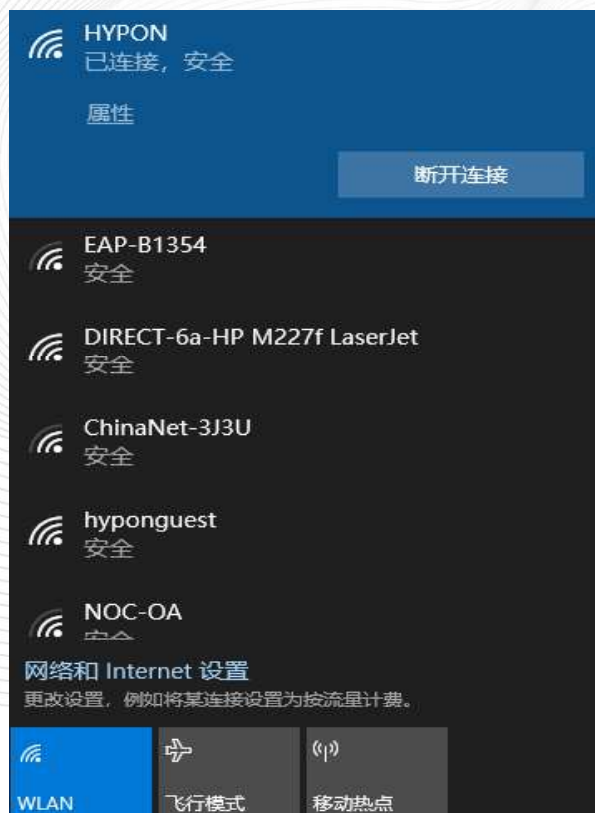 HYPON
已连接，安全
属性
断开连接
EAP-B1354
安全
DIRECT-6a-HP M227f LaserJet
安全
ChinaNet-3J3U
安全
hyponguest
安全
NOC-OA
安全
网络和 Internet 设置
更改设置，例如将某连接设置为按流量计费。
WLAN
飞行模式
移动热点